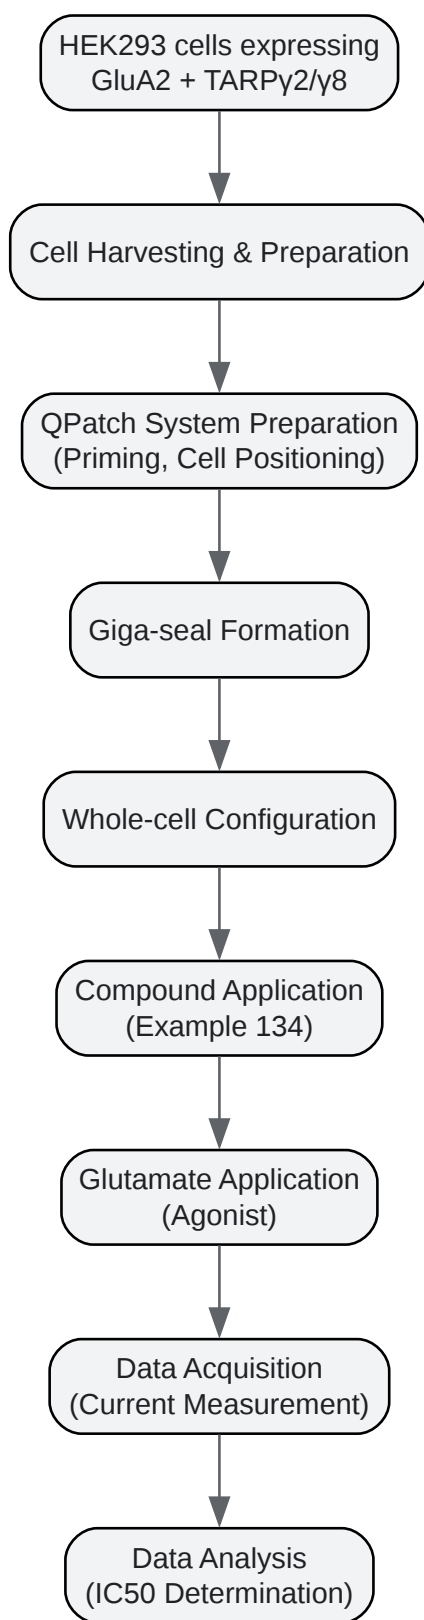 HEK293 cells expressing
GluA2 + TARPγ2/γ8
Cell Harvesting & Preparation
QPatch System Preparation
(Priming, Cell Positioning)
Giga-seal Formation
Whole-cell Configuration
Compound Application
(Example 134)
Glutamate Application
(Agonist)
Data Acquisition
(Current Measurement)
Data Analysis
(IC50 Determination)